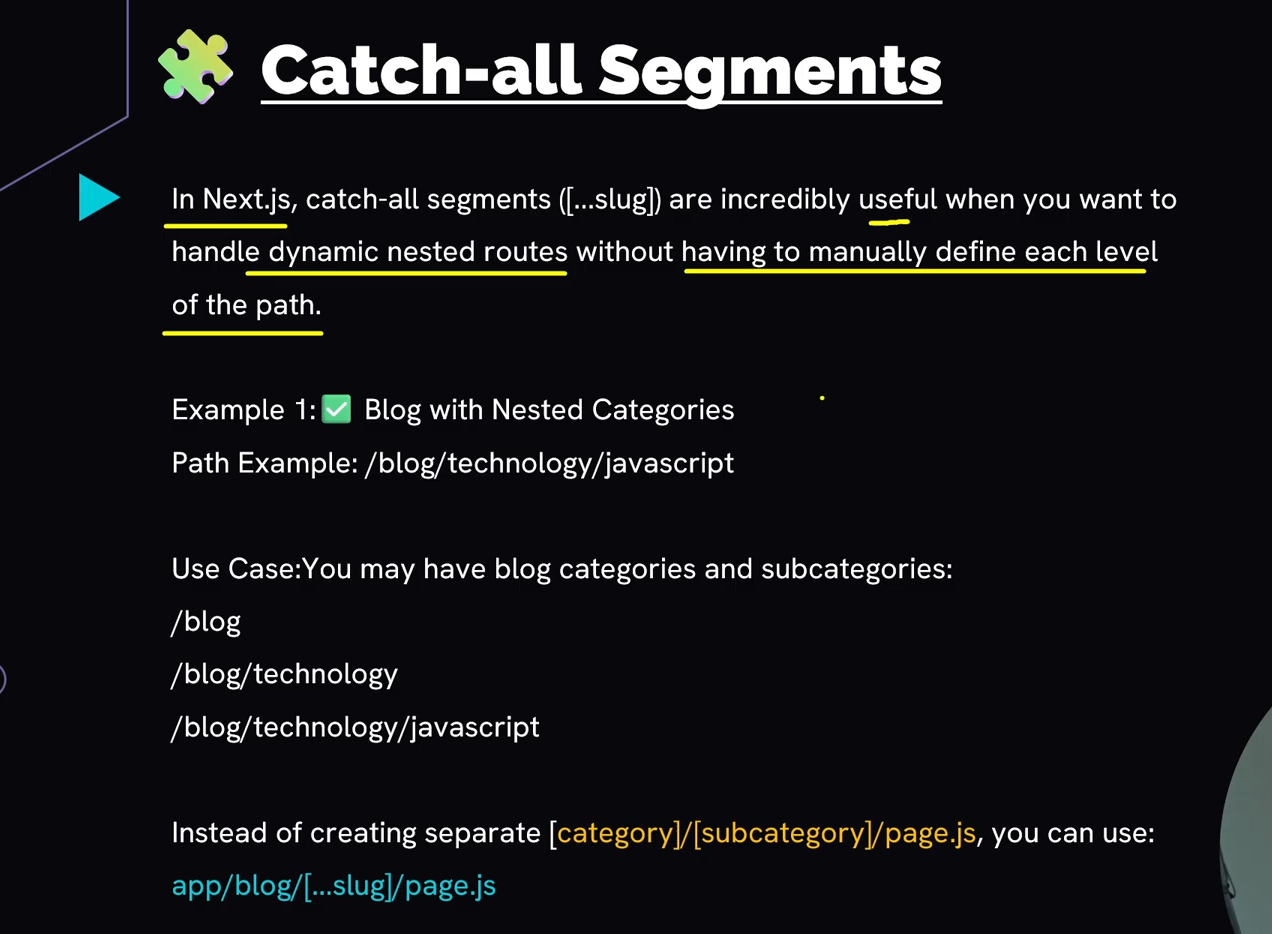 Catch-all Segments
In Next.js, catch-all segments ([...slug]) are incredibly useful when you want to
handle dynamic nested routes without having to manually define each level
of the path.
Example 1:✅ Blog with Nested Categories
Path Example: /blog/technology/javascript
Use Case:You may have blog categories and subcategories:
/blog
/blog/technology
/blog/technology/javascript
Instead of creating separate [category]/[subcategory]/page.js, you can use:
app/blog/[...slug]/page.js